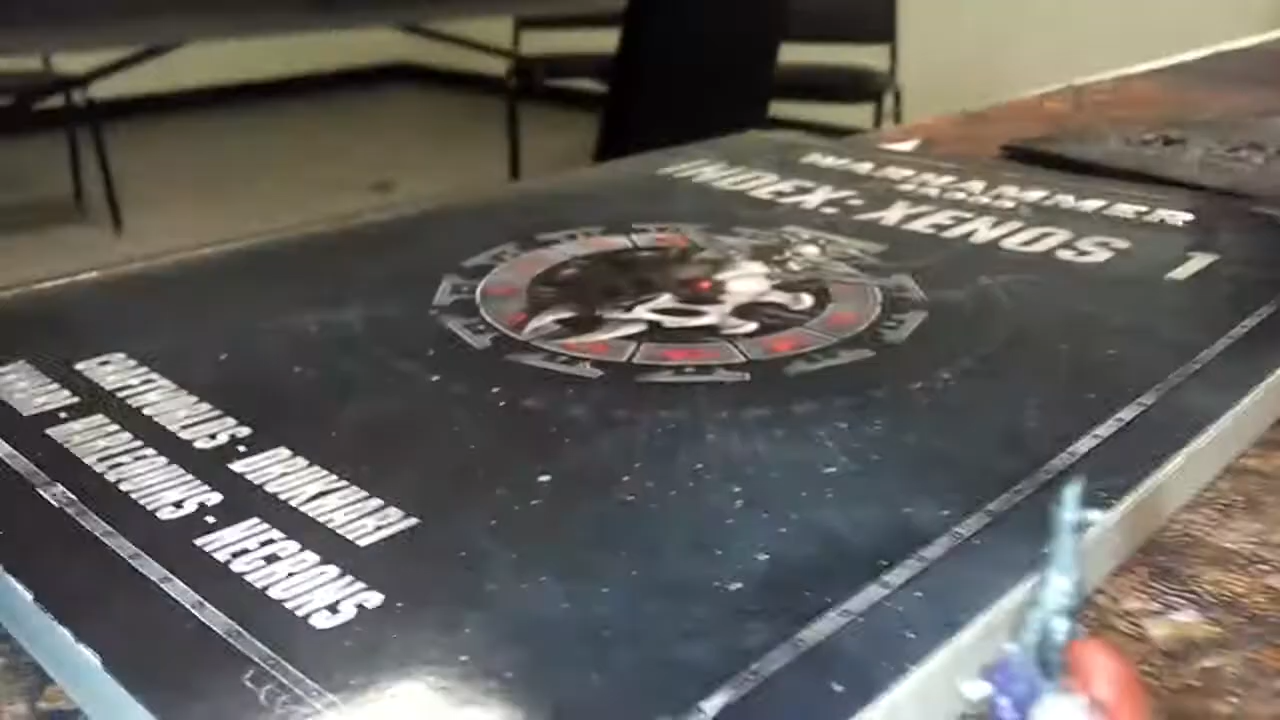 WARHAMMER
INDEX: XENOS 1
CRAFTWORLDS - DRUKHARI
- HARLEQUINS - NECRONS